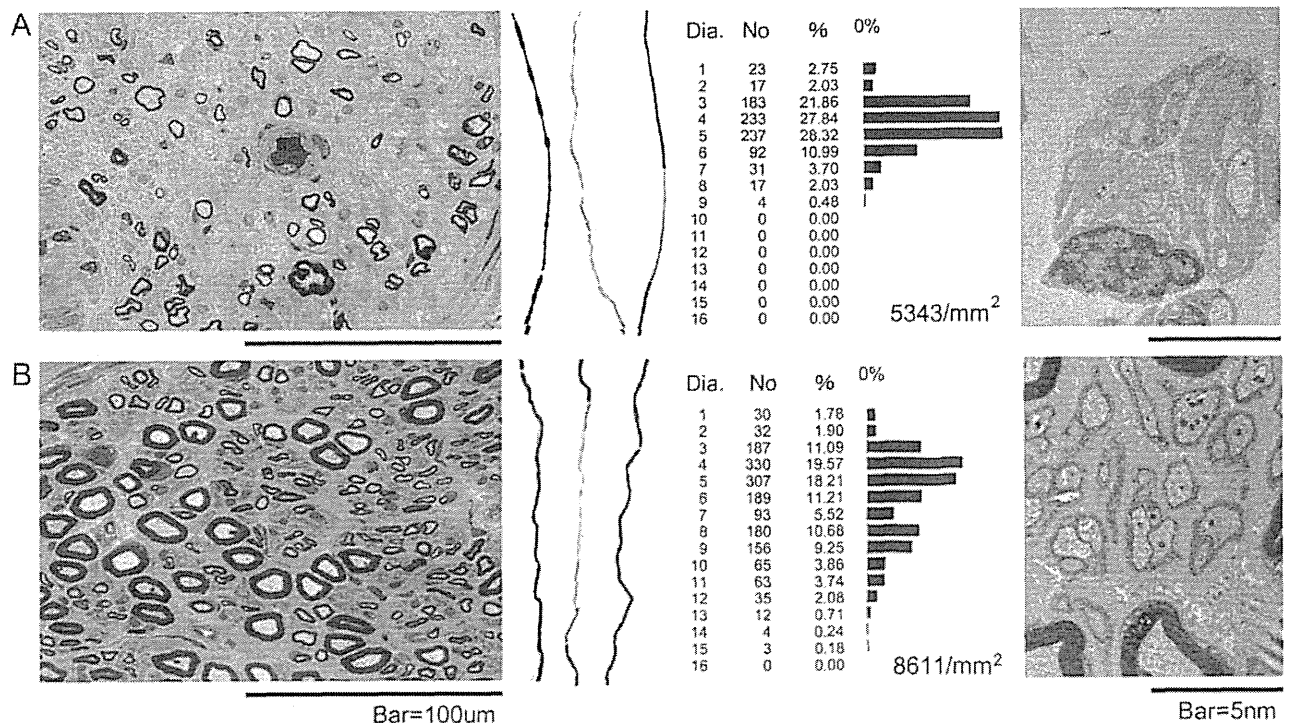 A
Dia. No % 0%
1 23 2.75
2 17 2.03
3 183 21.86
4 233 27.84
5 237 28.32
6 92 10.99
7 31 3.70
8 17 2.03
9 4 0.48
10 0 0.00
11 0 0.00
12 0 0.00
13 0 0.00
14 0 0.00
15 0 0.00
16 0 0.00
5343/mm²
B
Dia. No % 0%
1 30 1.78
2 32 1.90
3 187 11.09
4 330 19.57
5 307 18.21
6 189 11.21
7 93 5.52
8 180 10.68
9 156 9.25
10 65 3.86
11 63 3.74
12 35 2.08
13 12 0.71
14 4 0.24
15 3 0.18
16 0 0.00
8611/mm²
Bar=100um
Bar=5nm